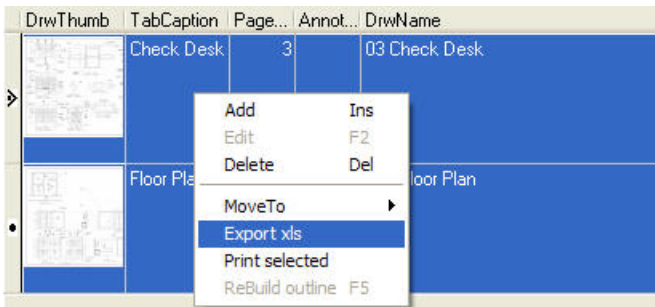 DrwThumb TabCaption Page... Annot... DrwName
Check Desk 3 03 Check Desk
Add Ins
Edit F2
Delete Del
Floor Pla loor Plan
MoveTo
Export xls
Print selected
ReBuild outline F5